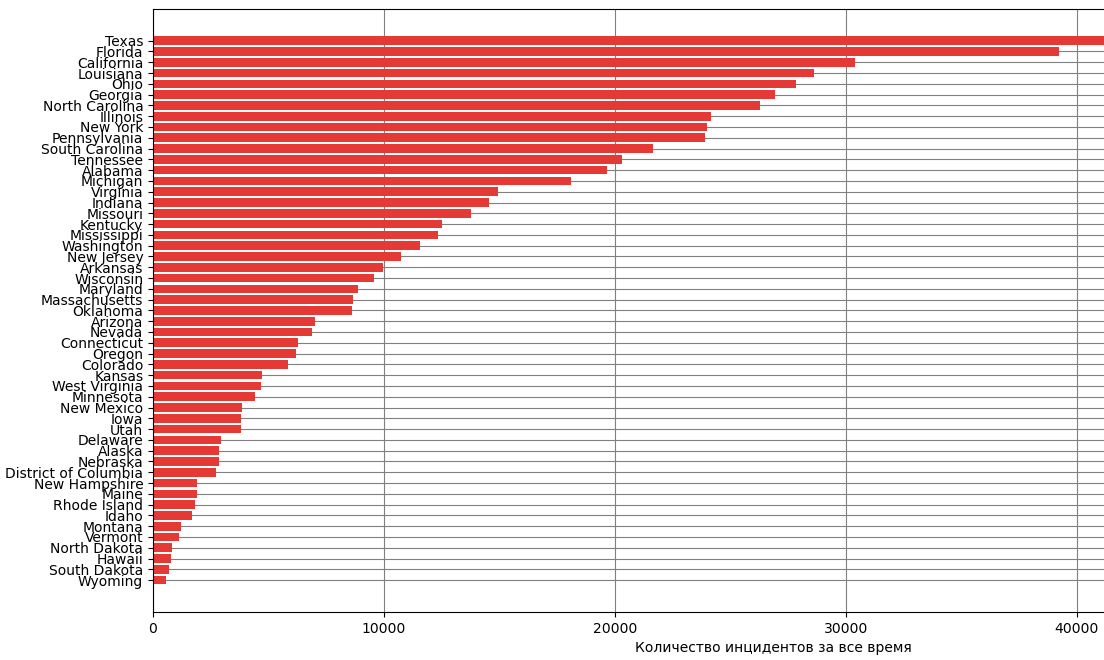 Texas
Florida
California
Louisiana
Ohio
Georgia
North Carolina
Illinois
New York
Pennsylvania
South Carolina
Tennessee
Alabama
Michigan
Virginia
Indiana
Missouri
Kentucky
Mississippi
Washington
New Jersey
Arkansas
Wisconsin
Maryland
Massachusetts
Oklahoma
Arizona
Nevada
Connecticut
Oregon
Colorado
Kansas
West Virginia
Minnesota
New Mexico
Iowa
Utah
Delaware
Alaska
Nebraska
District of Columbia
New Hampshire
Maine
Rhode Island
Idaho
Montana
Vermont
North Dakota
Hawaii
South Dakota
Wyoming
0 10000 20000 30000 40000
Количество инцидентов за все время